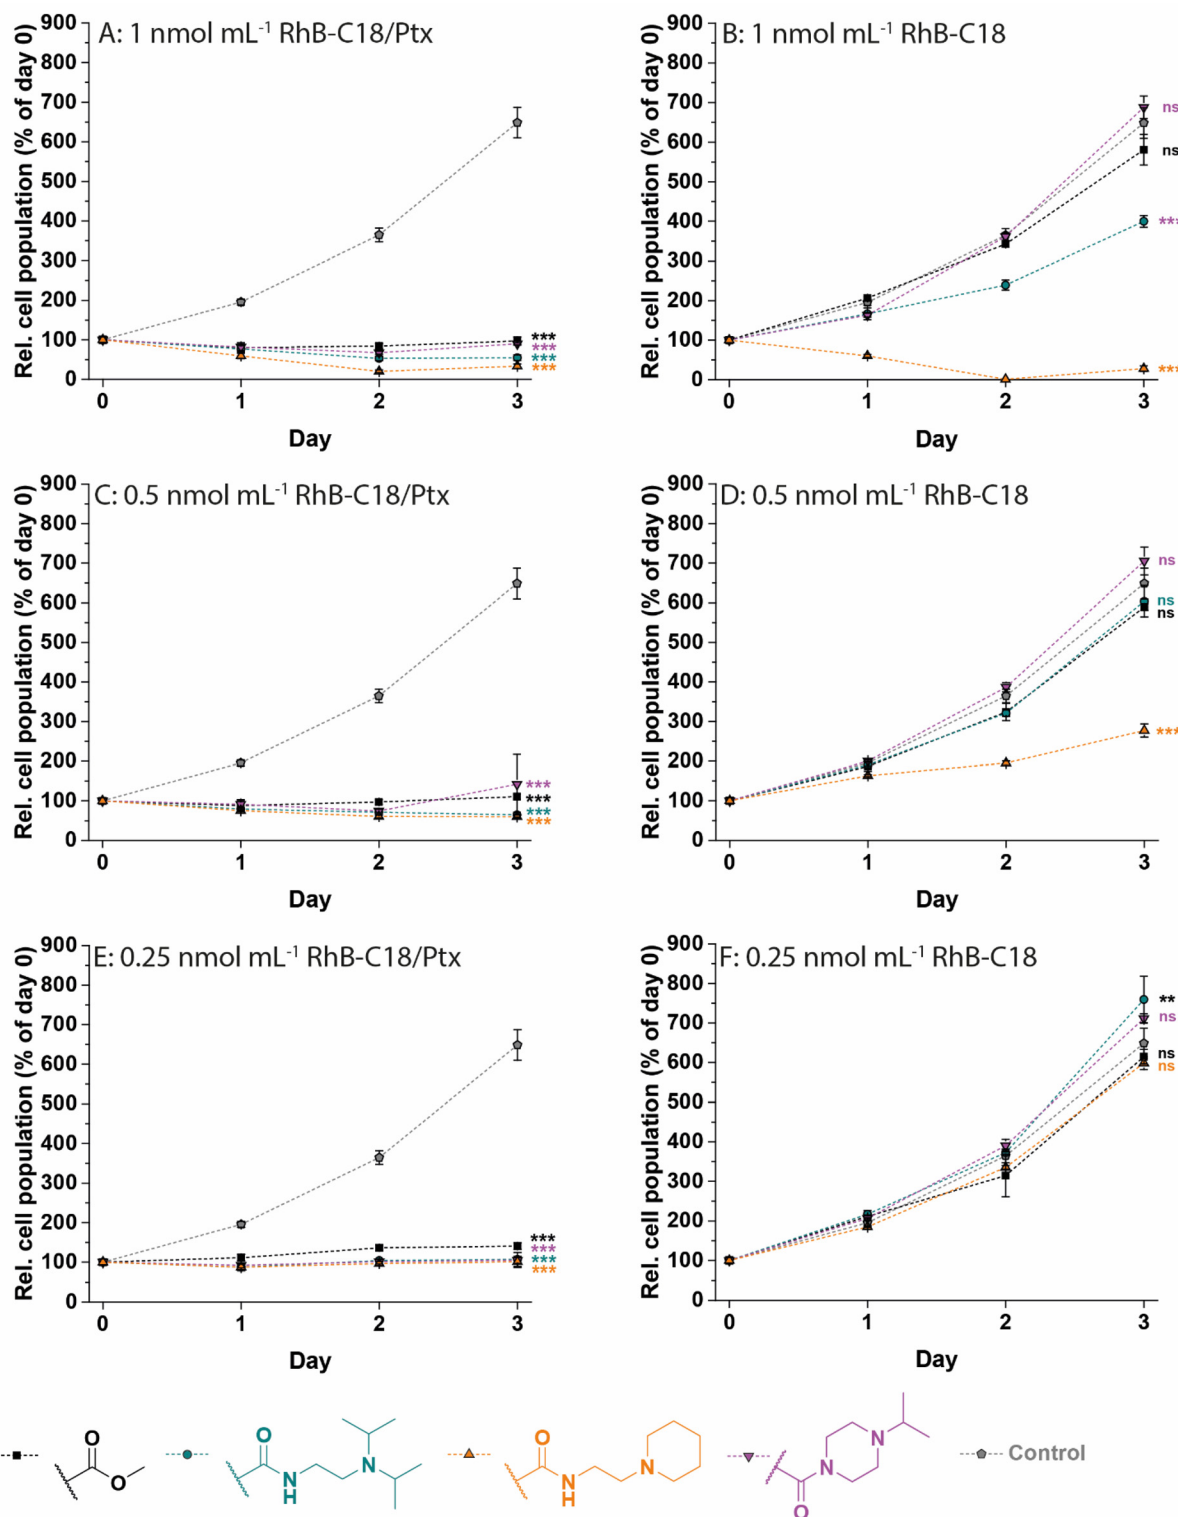 A: 1 nmol mL⁻¹ RhB-C18/Ptx
Rel. cell population (% of day 0)
900
800
700
600
500
400
300
200
100
0
***
***
***
***
0 1 2 3
Day
B: 1 nmol mL⁻¹ RhB-C18
Rel. cell population (% of day 0)
900
800
700
600
500
400
300
200
100
0
ns
ns
***
***
0 1 2 3
Day
C: 0.5 nmol mL⁻¹ RhB-C18/Ptx
Rel. cell population (% of day 0)
900
800
700
600
500
400
300
200
100
0
***
***
***
***
0 1 2 3
Day
D: 0.5 nmol mL⁻¹ RhB-C18
Rel. cell population (% of day 0)
900
800
700
600
500
400
300
200
100
0
ns
ns
ns
***
0 1 2 3
Day
E: 0.25 nmol mL⁻¹ RhB-C18/Ptx
Rel. cell population (% of day 0)
900
800
700
600
500
400
300
200
100
0
***
***
***
***
0 1 2 3
Day
F: 0.25 nmol mL⁻¹ RhB-C18
Rel. cell population (% of day 0)
900
800
700
600
500
400
300
200
100
0
**
ns
ns
ns
0 1 2 3
Day
O
O
O
N
H
N
O
N
H
N
N
N
O
Control